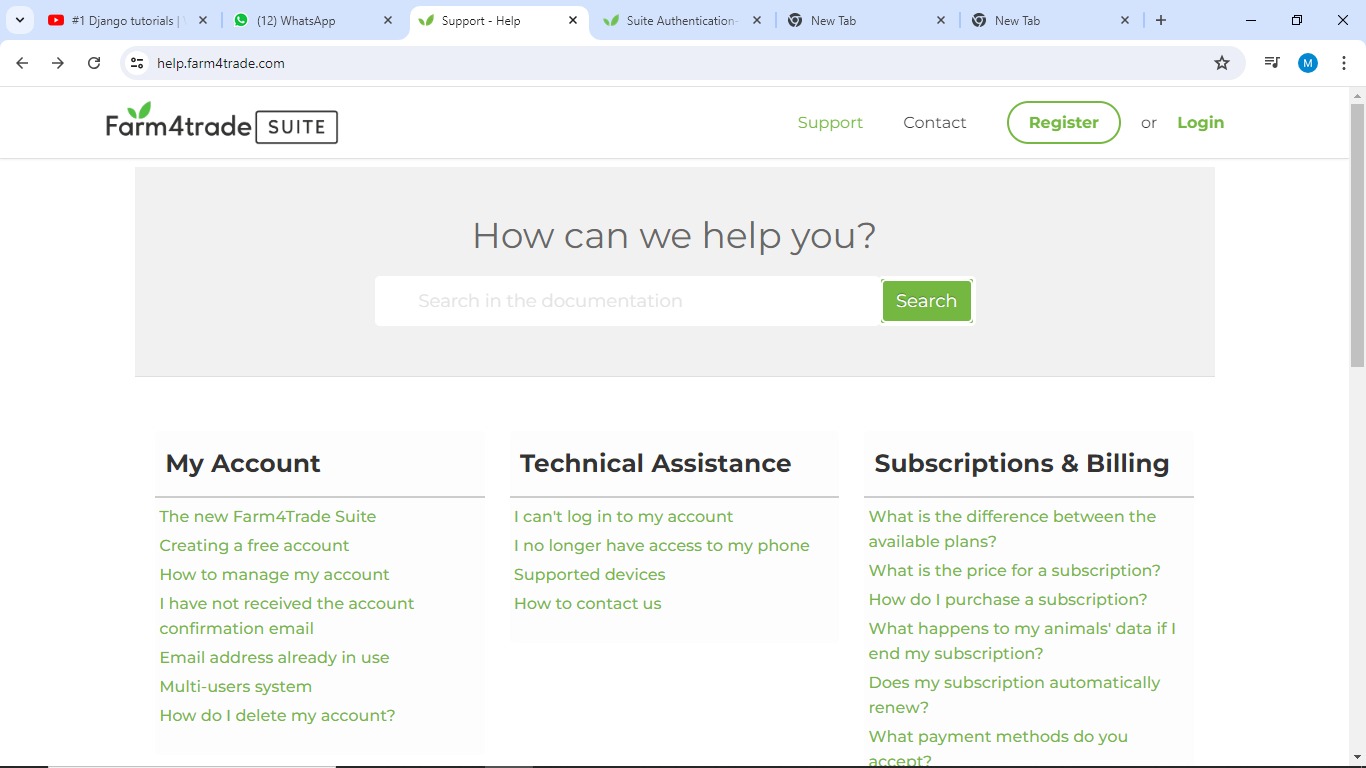 #1 Django tutorials |
(12) WhatsApp
Support - Help
Suite Authentication
New Tab
New Tab
help.farm4trade.com
M
Farm4trade SUITE
Support
Contact
Register
or
Login
How can we help you?
Search in the documentation
Search
My Account
The new Farm4Trade Suite
Creating a free account
How to manage my account
I have not received the account
confirmation email
Email address already in use
Multi-users system
How do I delete my account?
Technical Assistance
I can't log in to my account
I no longer have access to my phone
Supported devices
How to contact us
Subscriptions & Billing
What is the difference between the
available plans?
What is the price for a subscription?
How do I purchase a subscription?
What happens to my animals' data if I
end my subscription?
Does my subscription automatically
renew?
What payment methods do you
accept?